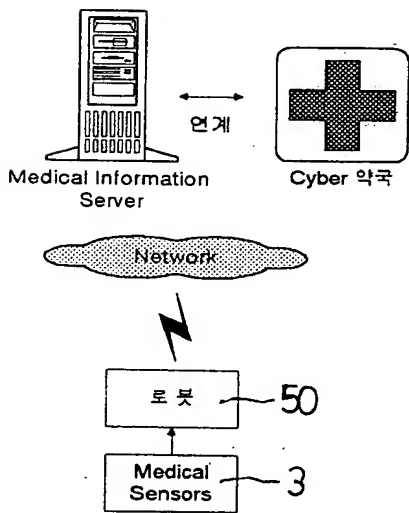 연계
Medical Information
Server
Cyber 약국
Network
로봇
50
Medical
Sensors
3